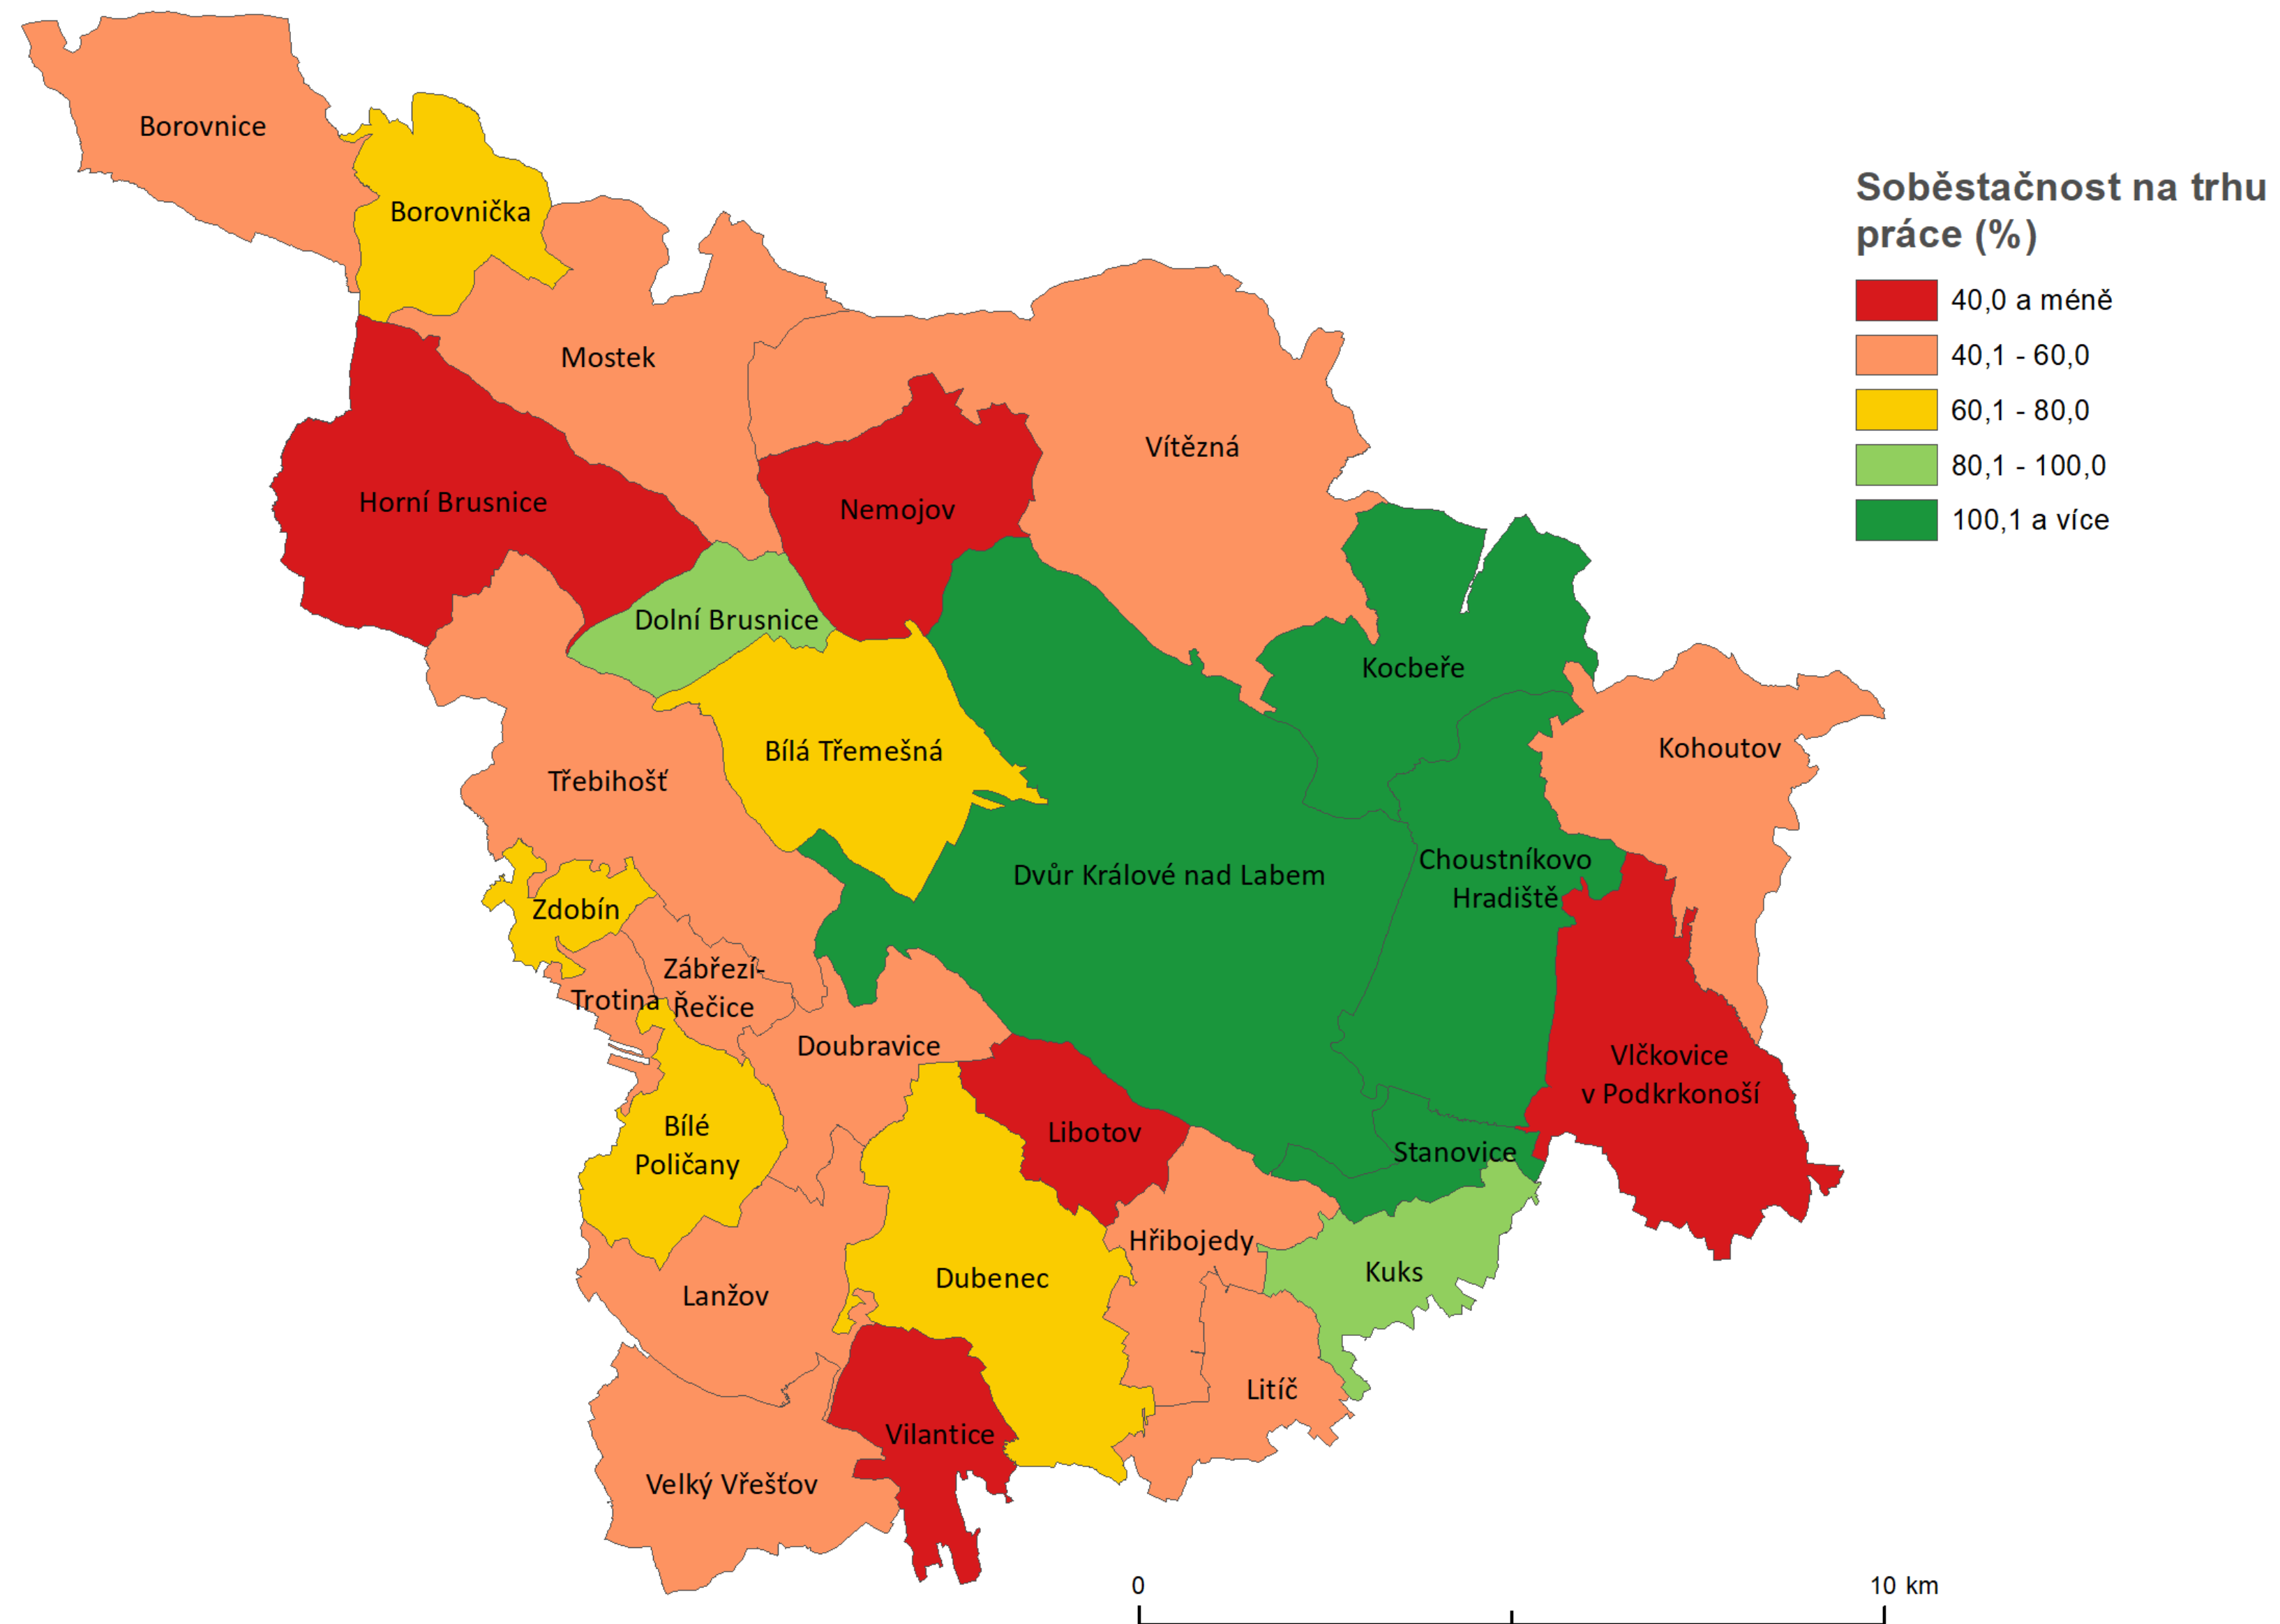 Borovnice
Borovnička
Soběstačnost na trhu
práce (%)
40,0 a méně
40,1 - 60,0
60,1 - 80,0
80,1 - 100,0
100,1 a více
Mostek
Vítězná
Horní Brusnice
Nemojov
Dolní Brusnice
Kocbeře
Kohoutov
Bílá Třemešná
Třebihošť
Choustníkovo
Hradiště
Dvůr Králové nad Labem
Zdobín
Zábřezí-
Řečice
Trotina
Doubravice
Vlčkovice
v Podkrkonoší
Bílé
Poličany
Libotov
Stanovice
Hřibojedy
Kuks
Dubenec
Lanžov
Litíč
Vilantice
Velký Vřešťov
0
10 km